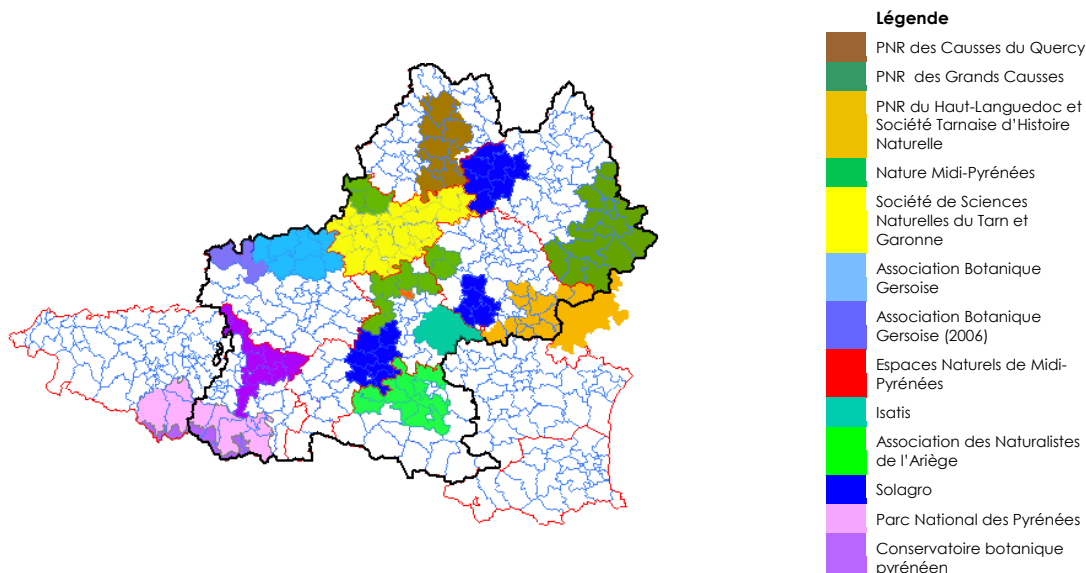 Légende
PNR des Causses du Quercy
PNR des Grands Causses
PNR du Haut-Languedoc et
Société Tarnaise d'Histoire
Naturelle
Nature Midi-Pyrénées
Société de Sciences
Naturelles du Tarn et
Garonne
Association Botanique
Gersoise
Association Botanique
Gersoise (2006)
Espaces Naturels de Midi-
Pyrénées
Isatis
Association des Naturalistes
de l'Ariège
Solagro
Parc National des Pyrénées
Conservatoire botanique
pyrénéen